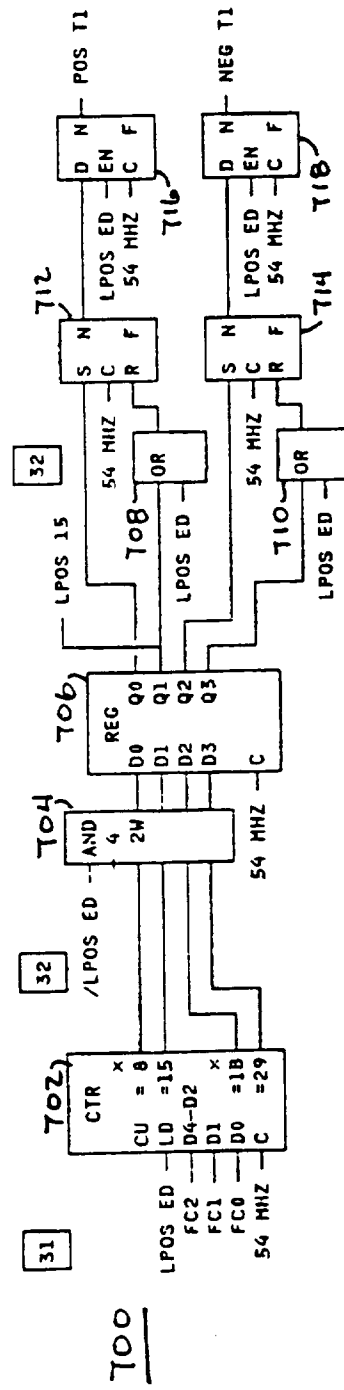 700
31
702
CTR
CU = 8 X
LD =15
D4-D2
D1 X
D0 =1B
C =29
LPOS ED
FC2
FC1
FC0
54 MHZ
32
/LPOS ED
704
AND
4
2W
706
REG
D0 Q0
D1 Q1
D2 Q2
D3 Q3
C
54 MHZ
LPOS 15
32
708
OR
LPOS ED
710
OR
LPOS ED
712
S N
C
R F
54 MHZ
714
S N
C
R F
54 MHZ
716
D N
EN
C F
LPOS ED
54 MHZ
POS T1
718
D N
EN
C F
LPOS ED
54 MHZ
NEG T1